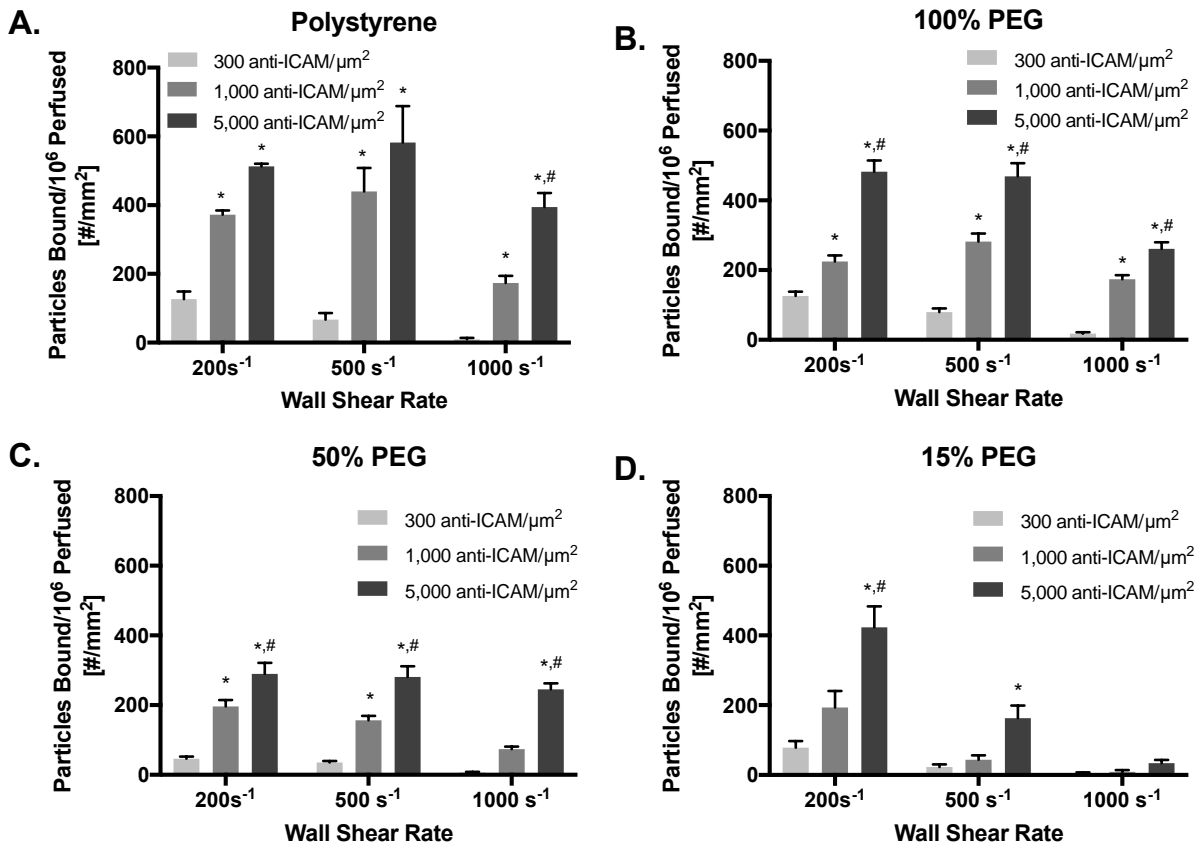 A.
Polystyrene
300 anti-ICAM/µm²
1,000 anti-ICAM/µm²
5,000 anti-ICAM/µm²
Particles Bound/10⁶ Perfused
[#/mm²]
800
600
400
200
0
*
*
*
*
*
*,#
200s⁻¹
500 s⁻¹
1000 s⁻¹
Wall Shear Rate
B.
100% PEG
300 anti-ICAM/µm²
1,000 anti-ICAM/µm²
5,000 anti-ICAM/µm²
Particles Bound/10⁶ Perfused
[#/mm²]
800
600
400
200
0
*
*,#
*
*,#
*
*,#
200s⁻¹
500 s⁻¹
1000 s⁻¹
Wall Shear Rate
C.
50% PEG
300 anti-ICAM/µm²
1,000 anti-ICAM/µm²
5,000 anti-ICAM/µm²
Particles Bound/10⁶ Perfused
[#/mm²]
800
600
400
200
0
*
*,#
*
*,#
*,#
200s⁻¹
500 s⁻¹
1000 s⁻¹
Wall Shear Rate
D.
15% PEG
300 anti-ICAM/µm²
1,000 anti-ICAM/µm²
5,000 anti-ICAM/µm²
Particles Bound/10⁶ Perfused
[#/mm²]
800
600
400
200
0
*,#
*
200s⁻¹
500 s⁻¹
1000 s⁻¹
Wall Shear Rate